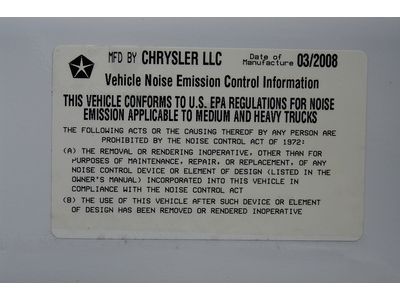 MFD BY CHRYSLER LLC Date of Manufacture 03/2008
Vehicle Noise Emission Control Information
THIS VEHICLE CONFORMS TO U.S. EPA REGULATIONS FOR NOISE
EMISSION APPLICABLE TO MEDIUM AND HEAVY TRUCKS
THE FOLLOWING ACTS OR THE CAUSING THEREOF BY ANY PERSON ARE
PROHIBITED BY THE NOISE CONTROL ACT OF 1972:
(A) THE REMOVAL OR RENDERING INOPERATIVE, OTHER THAN FOR
PURPOSES OF MAINTENANCE, REPAIR, OR REPLACEMENT, OF ANY
NOISE CONTROL DEVICE OR ELEMENT OF DESIGN (LISTED IN THE
OWNER'S MANUAL) INCORPORATED INTO THIS VEHICLE IN
COMPLIANCE WITH THE NOISE CONTROL ACT
(B) THE USE OF THIS VEHICLE AFTER SUCH DEVICE OR ELEMENT
OF DESIGN HAS BEEN REMOVED OR RENDERED INOPERATIVE